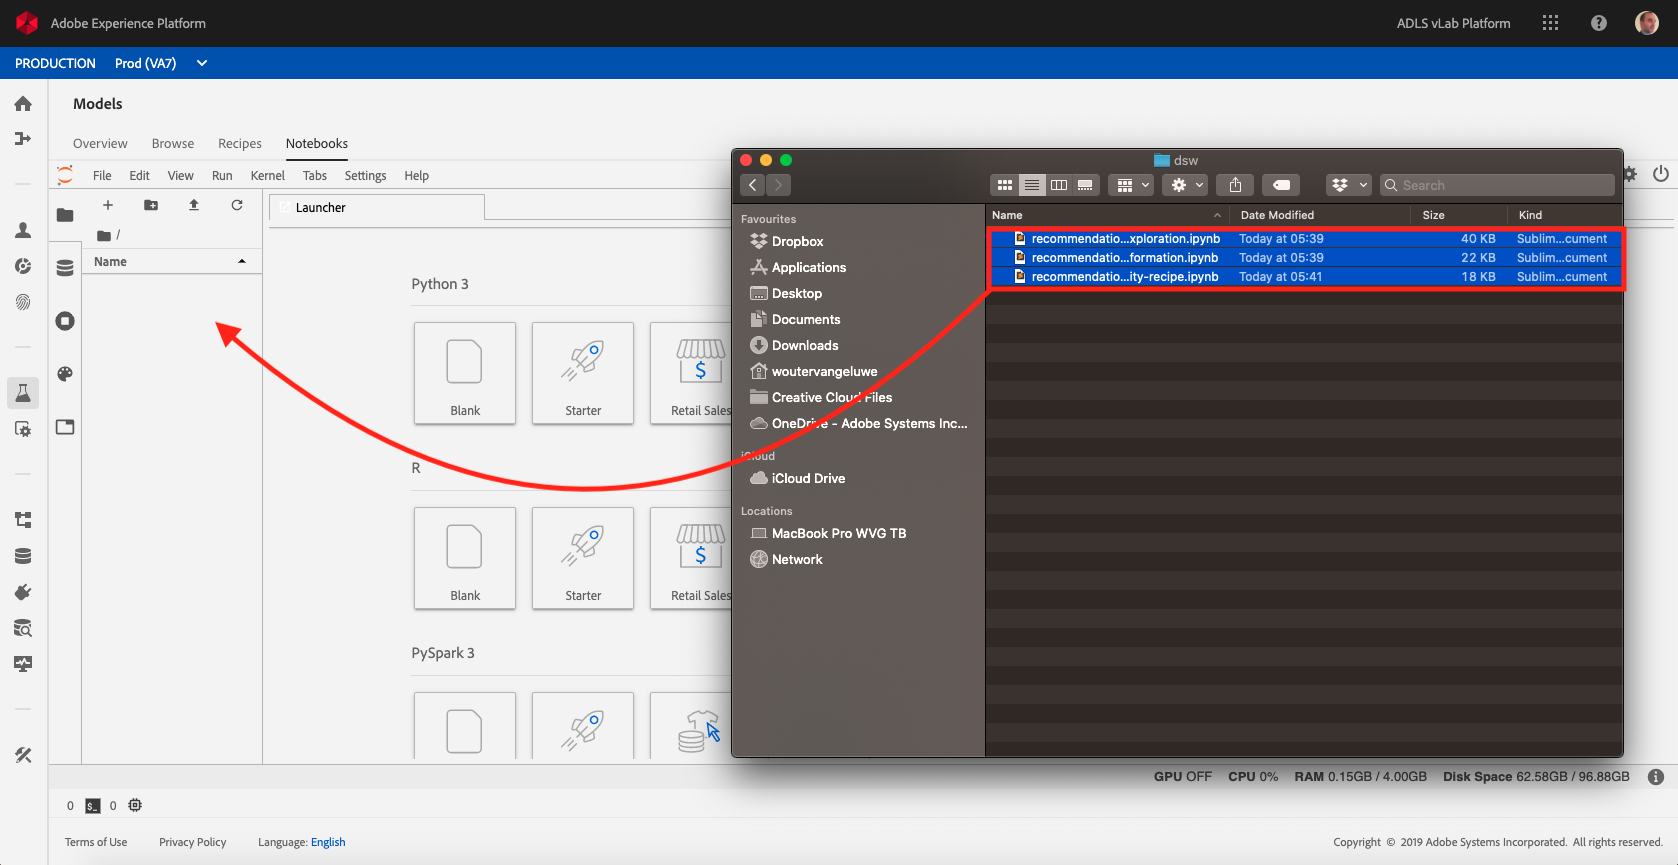 Adobe Experience Platform
ADLS vLab Platform
PRODUCTION Prod (VA7)
Models
Overview Browse Recipes Notebooks
File Edit View Run Kernel Tabs Settings Help
Launcher
/
Name
Python 3
Blank Starter Retail Sales
R
Blank Starter Retail Sales
PySpark 3
dsw
Search
Favourites
Dropbox
Applications
Desktop
Documents
Downloads
woutervangeluwe
Creative Cloud Files
OneDrive - Adobe Systems Inc...
iCloud
iCloud Drive
Locations
MacBook Pro WVG TB
Network
Name Date Modified Size Kind
recommendatio...xploration.ipynb Today at 05:39 40 KB Sublim...cument
recommendatio...formation.ipynb Today at 05:39 22 KB Sublim...cument
recommendatio...ity-recipe.ipynb Today at 05:41 18 KB Sublim...cument
GPU OFF CPU 0% RAM 0.15GB / 4.00GB Disk Space 62.58GB / 96.88GB
0 $_ 0
Terms of Use Privacy Policy Language: English
Copyright © 2019 Adobe Systems Incorporated. All rights reserved.